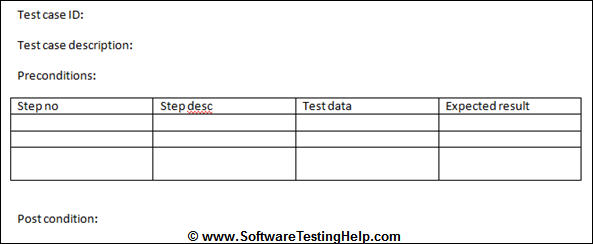 Test case ID:
Test case description:
Preconditions:
Step no Step desc Test data Expected result
Post condition:
© www.SoftwareTestingHelp.com